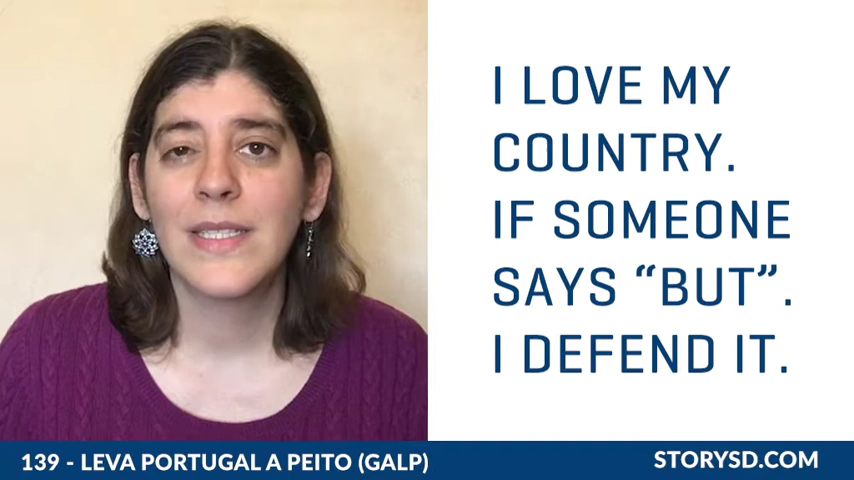 I LOVE MY
COUNTRY.
IF SOMEONE
SAYS “BUT”.
I DEFEND IT.
139 - LEVA PORTUGAL A PEITO (GALP)
STORYSD.COM